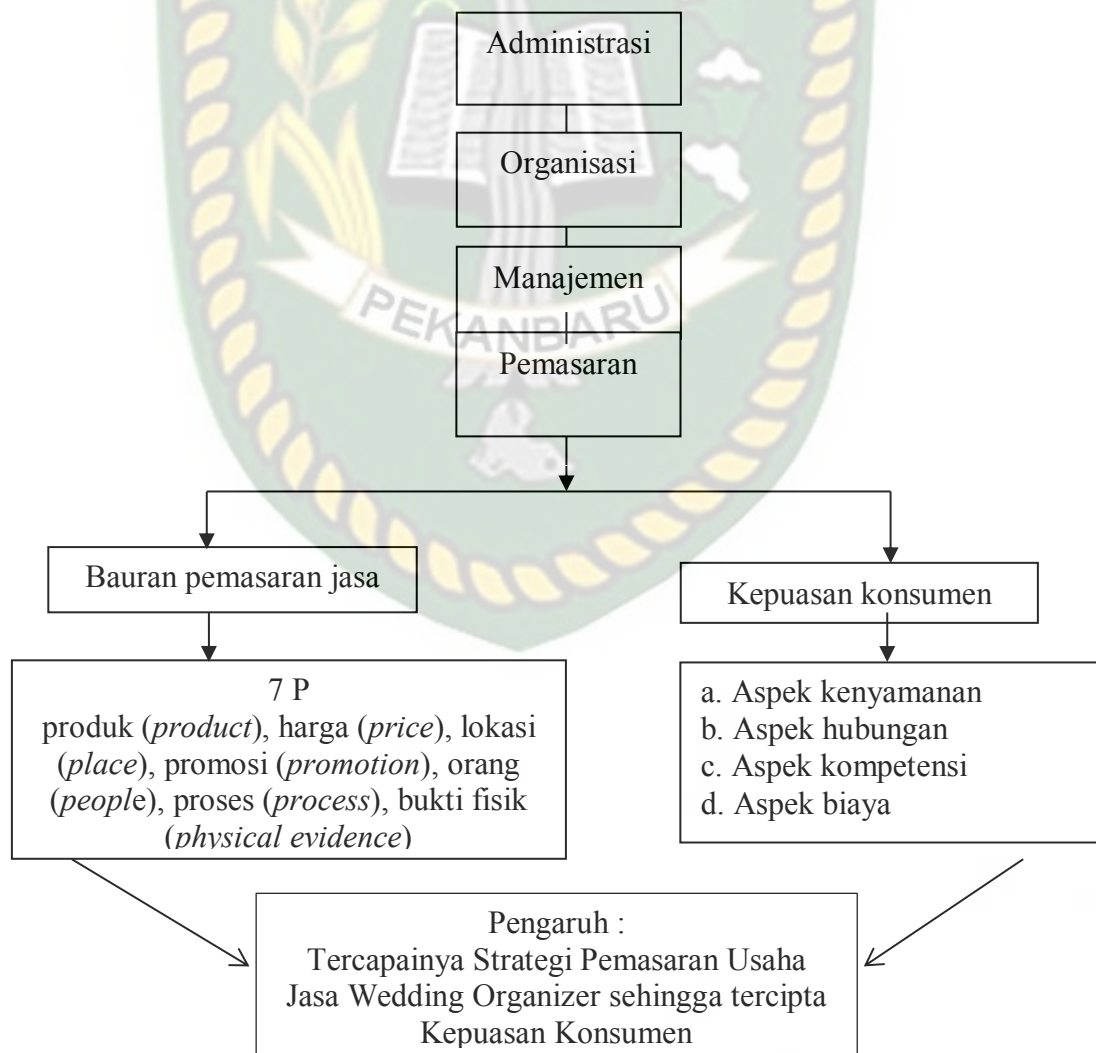 Administrasi
Organisasi
Manajemen
PEKANBARU
Pemasaran
Bauran pemasaran jasa
Kepuasan konsumen
7 P
produk (product), harga (price), lokasi
(place), promosi (promotion), orang
(people), proses (process), bukti fisik
(physical evidence)
a. Aspek kenyamanan
b. Aspek hubungan
c. Aspek kompetensi
d. Aspek biaya
Pengaruh :
Tercapainya Strategi Pemasaran Usaha
Jasa Wedding Organizer sehingga tercipta
Kepuasan Konsumen